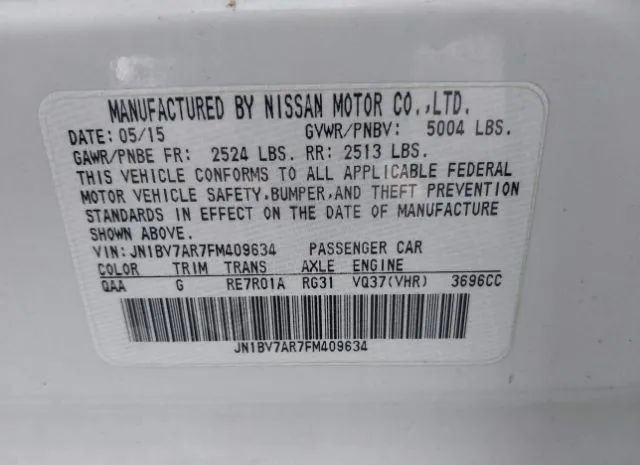 MANUFACTURED BY NISSAN MOTOR CO.,LTD.
DATE: 05/15 GVWR/PNBV: 5004 LBS.
GAWR/PNBE FR: 2524 LBS. RR: 2513 LBS.
THIS VEHICLE CONFORMS TO ALL APPLICABLE FEDERAL
MOTOR VEHICLE SAFETY,BUMPER,AND THEFT PREVENTION
STANDARDS IN EFFECT ON THE DATE OF MANUFACTURE
SHOWN ABOVE.
VIN: JN1BV7AR7FM409634 PASSENGER CAR
COLOR TRIM TRANS AXLE ENGINE
QAA G RE7R01A RG31 VQ37(VHR) 3696CC
JN1BV7AR7FM409634